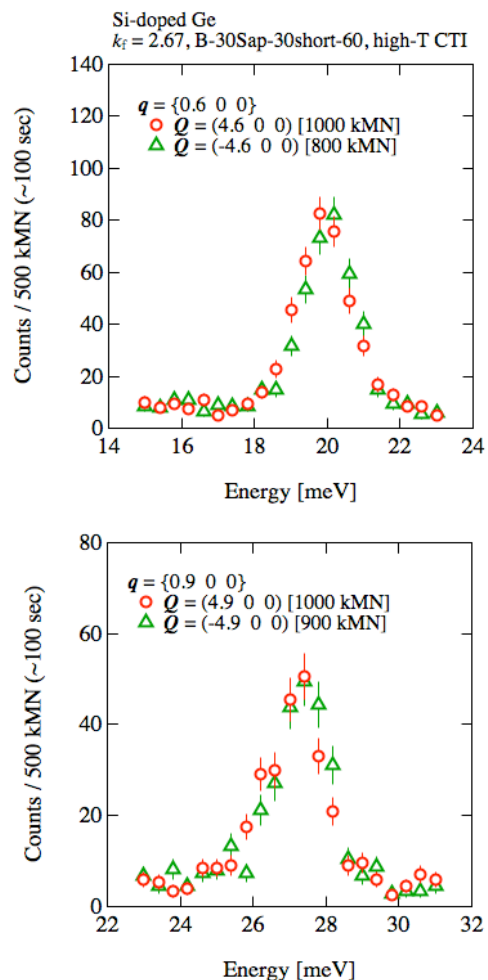 Si-doped Ge
k_f = 2.67, B-30Sap-30short-60, high-T CTI
140
120
100
80
60
40
20
0
Counts / 500 kMN (~100 sec)
q = {0.6 0 0}
Q = (4.6 0 0) [1000 kMN]
Q = (-4.6 0 0) [800 kMN]
14 16 18 20 22 24
Energy [meV]
80
60
40
20
0
Counts / 500 kMN (~100 sec)
q = {0.9 0 0}
Q = (4.9 0 0) [1000 kMN]
Q = (-4.9 0 0) [900 kMN]
22 24 26 28 30 32
Energy [meV]